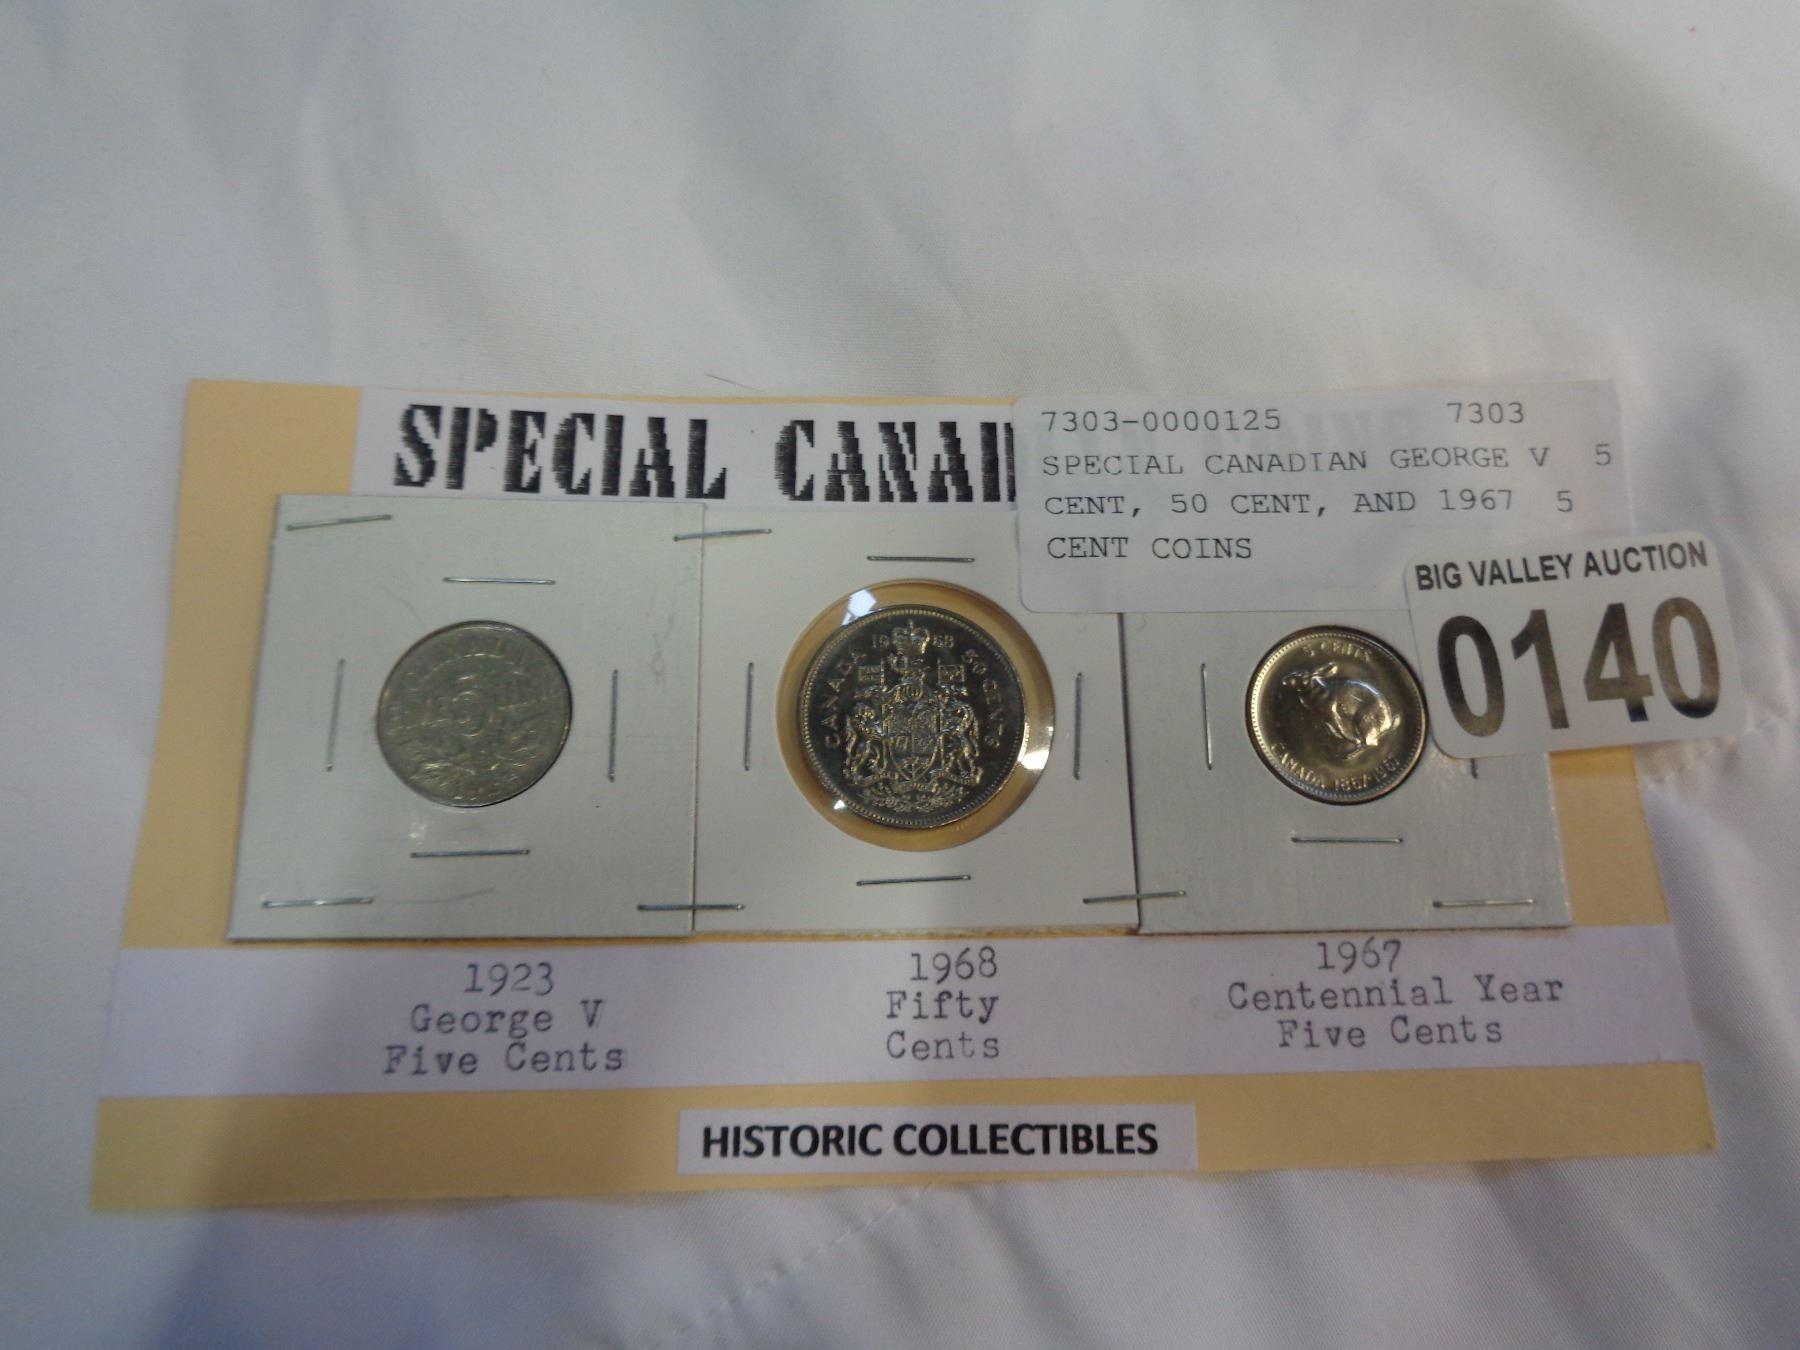 SPECIAL
7303-0000125 7303
SPECIAL CANADIAN GEORGE V 5
CENT, 50 CENT, AND 1967 5
CENT COINS
BIG VALLEY AUCTION
0140
CANADA 1968 50 CENTS
5 CENTS
CANADA 1867-1967
1923
George V
Five Cents
1968
Fifty
Cents
1967
Centennial Year
Five Cents
HISTORIC COLLECTIBLES